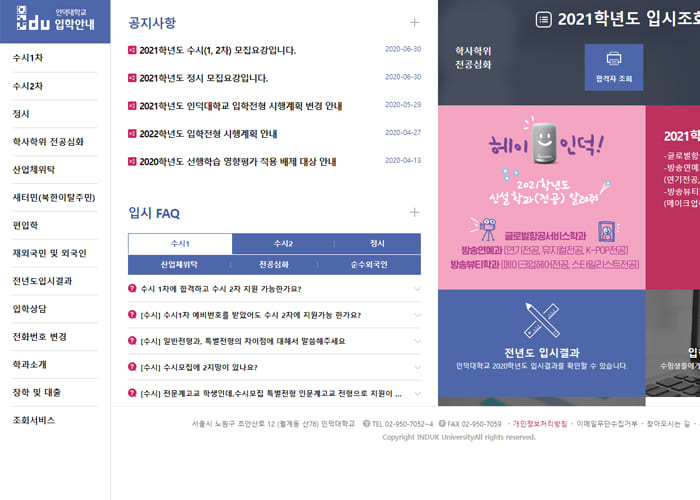 인덕대학교
idu 입학안내
수시1차
수시2차
정시
학사학위 전공심화
산업체위탁
새터민(북한이탈주민)
편입학
재외국민 및 외국인
전년도입시결과
입학상담
전화번호 변경
학과소개
장학 및 대출
조회서비스
공지사항
2021학년도 수시(1, 2차) 모집요강입니다. 2020-06-30
2021학년도 정시 모집요강입니다. 2020-06-30
2021학년도 인덕대학교 입학전형 시행계획 변경 안내 2020-05-29
2022학년도 입학전형 시행계획 안내 2020-04-27
2020학년도 선행학습 영향평가 적용 배제 대상 안내 2020-04-13
입시 FAQ
수시1 수시2 정시
산업체위탁 전공심화 순수외국인
수시 1차에 합격하고 수시 2차 지원 가능한가요?
[수시] 수시1차 예비번호를 받았어도 수시 2차에 지원가능 한가요?
[수시] 일반전형과, 특별전형의 차이점에 대해서 말씀해주세요
[수시] 수시모집에 2지망이 있나요?
[수시] 전문계고교 학생인데,수시모집 특별전형 인문계고교 전형으로 지원이 ...
2021학년도 입시조회
학사학위
전공심화
합격자 조회
헤이 인덕!
2021학년도
신설학과(전공) 알려줘
글로벌항공서비스학과
방송연예과 (연기전공, 뮤지컬전공, K-POP전공)
방송뷰티학과 (메이크업헤어전공, 스타일리스트전공)
2021학
-글로벌항
-방송연예
(연기전공,
-방송뷰티
(메이크업
전년도 입시결과
인덕대학교 2020학년도 입시결과를 확인할 수 있습니다.
입학
수험생들에게
서울시 노원구 초안산로 12 (월계동 산76) 인덕대학교 TEL 02-950-7052~4 FAX 02-950-7059 · 개인정보처리방침 · 이메일무단수집거부 · 찾아오시는 길 ·
Copyright INDUK UniversityAll rights reserved.